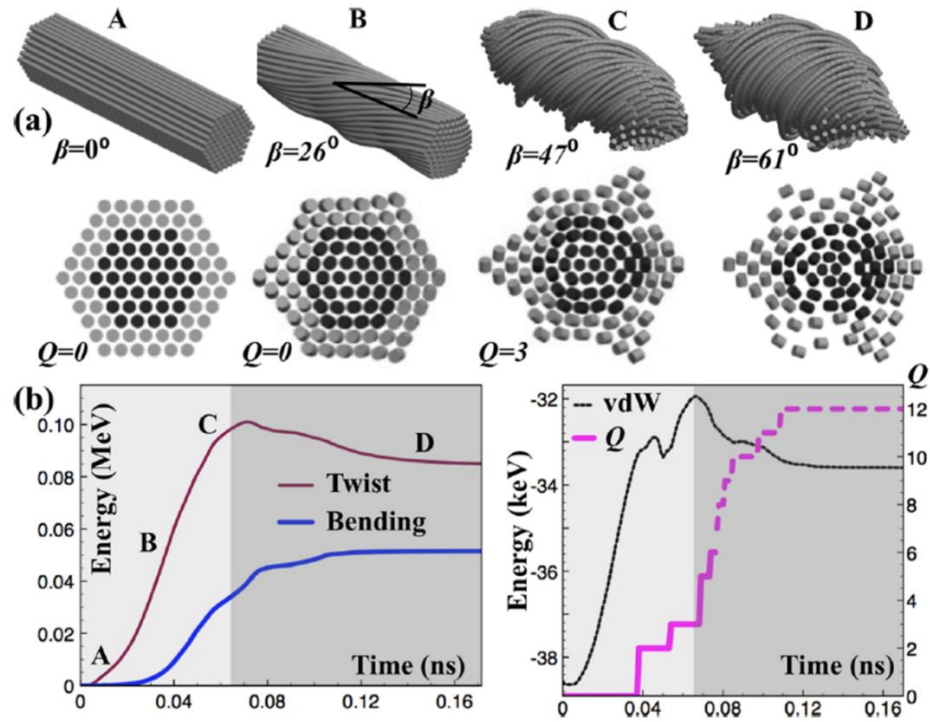 A B C D
(a)
β=0° β=26° β β=47° β=61°
Q=0 Q=0 Q=3
(b)
Energy (MeV)
0.10
0.08
0.06
0.04
0.02
0
A
B
C
D
Twist
Bending
Time (ns)
0 0.04 0.08 0.12 0.16
Energy (keV)
-32
-34
-36
-38
vdW
Q
Q
12
10
8
6
4
2
0
Time (ns)
0 0.04 0.08 0.12 0.16